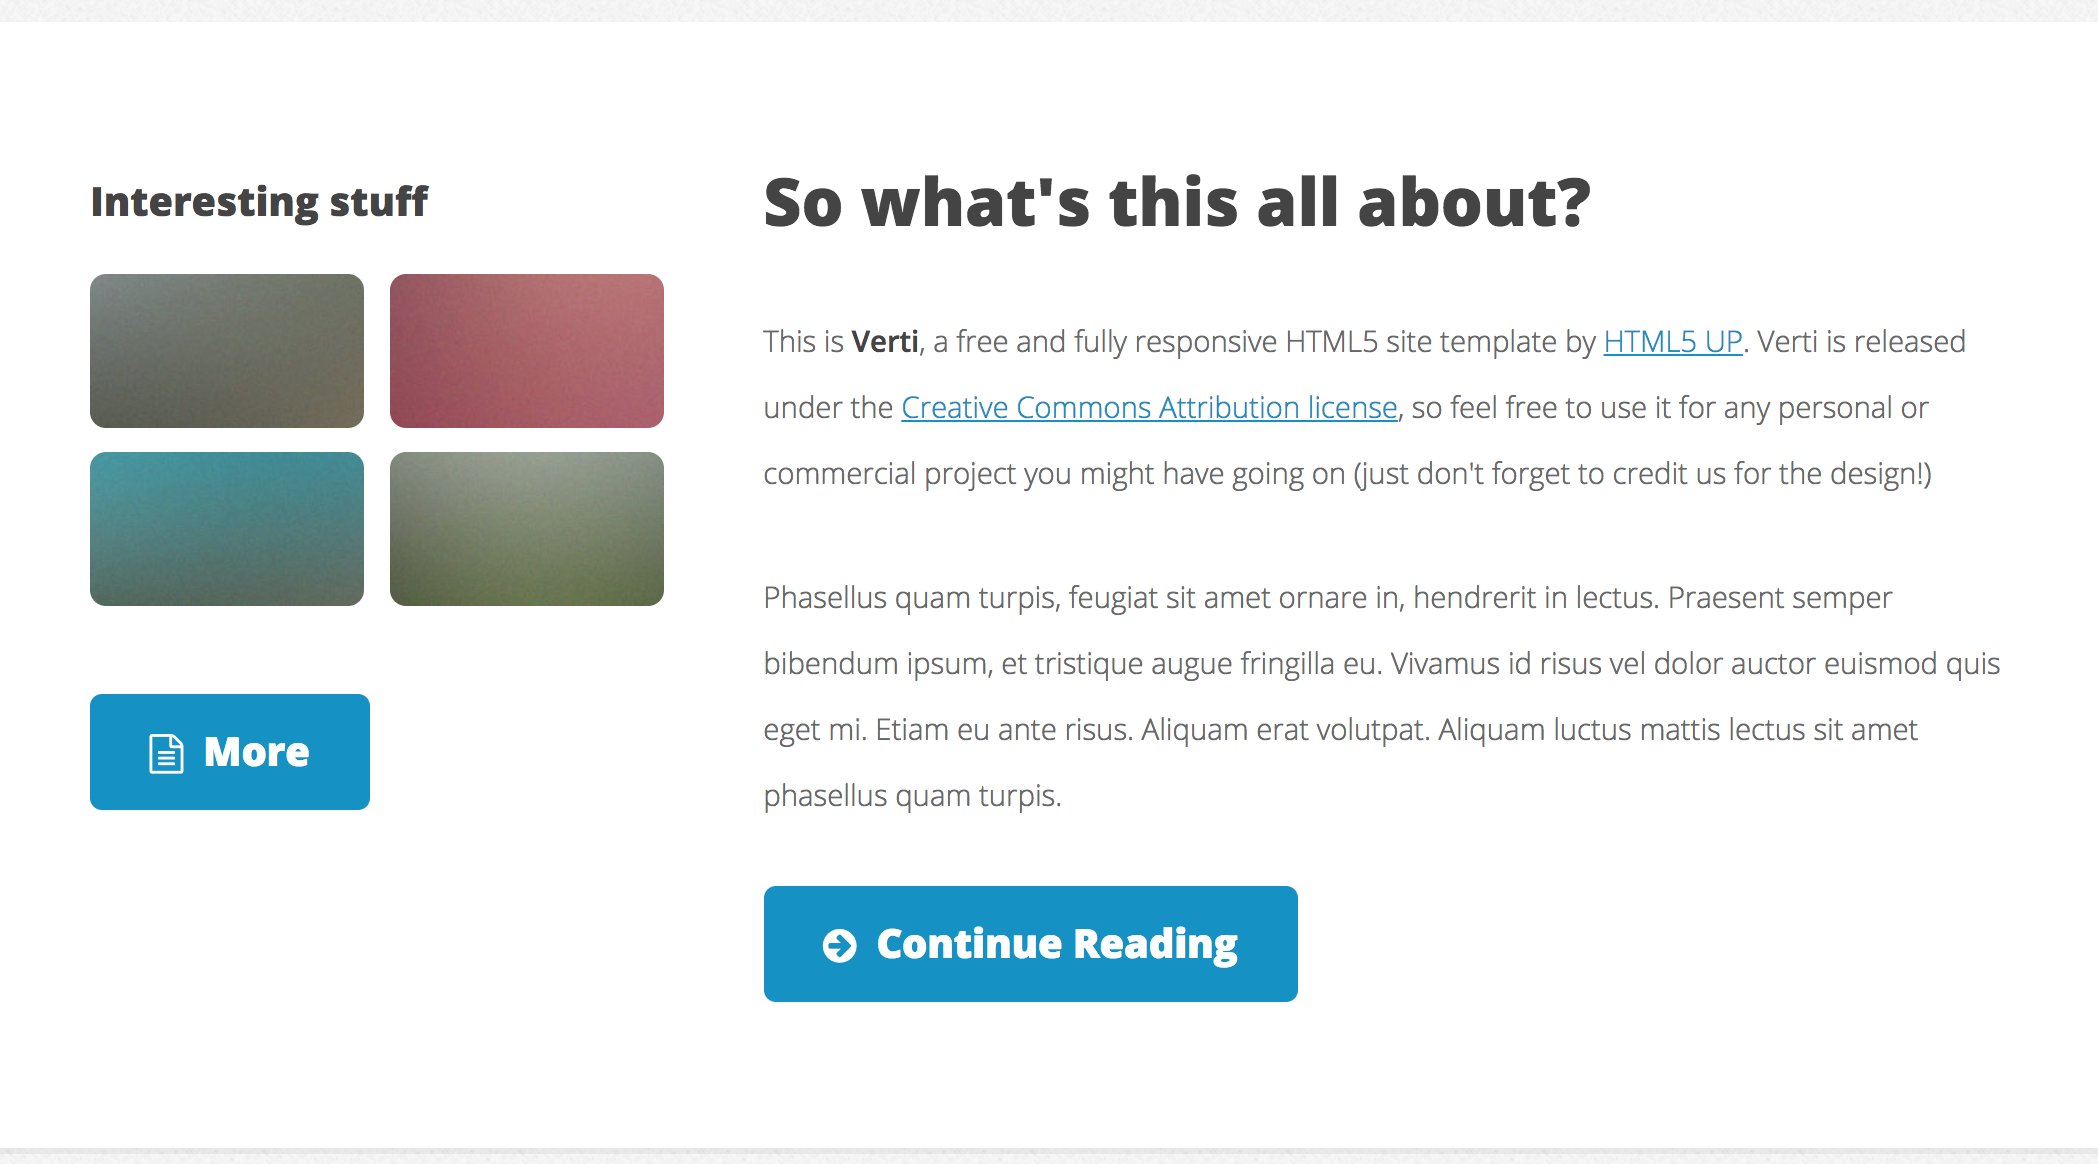 Interesting stuff
More
So what's this all about?
This is Verti, a free and fully responsive HTML5 site template by HTML5 UP. Verti is released
under the Creative Commons Attribution license, so feel free to use it for any personal or
commercial project you might have going on (just don't forget to credit us for the design!)
Phasellus quam turpis, feugiat sit amet ornare in, hendrerit in lectus. Praesent semper
bibendum ipsum, et tristique augue fringilla eu. Vivamus id risus vel dolor auctor euismod quis
eget mi. Etiam eu ante risus. Aliquam erat volutpat. Aliquam luctus mattis lectus sit amet
phasellus quam turpis.
Continue Reading